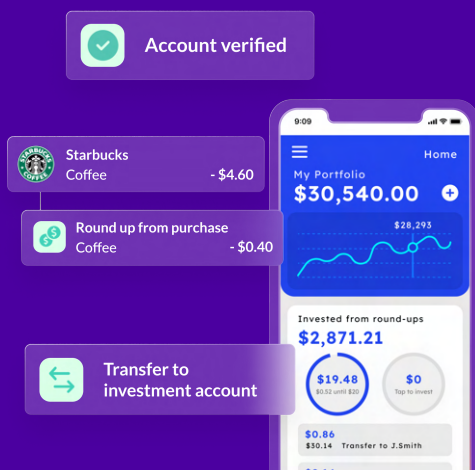 Account verified
Starbucks
Coffee - $4.60
Round up from purchase
Coffee - $0.40
Transfer to
investment account
9:09
Home
My Portfolio
$30,540.00
$28,293
Invested from round-ups
$2,871.21
$19.48
$0.52 until $20
$0
Tap to invest
$0.86
$30.14 Transfer to J.Smith